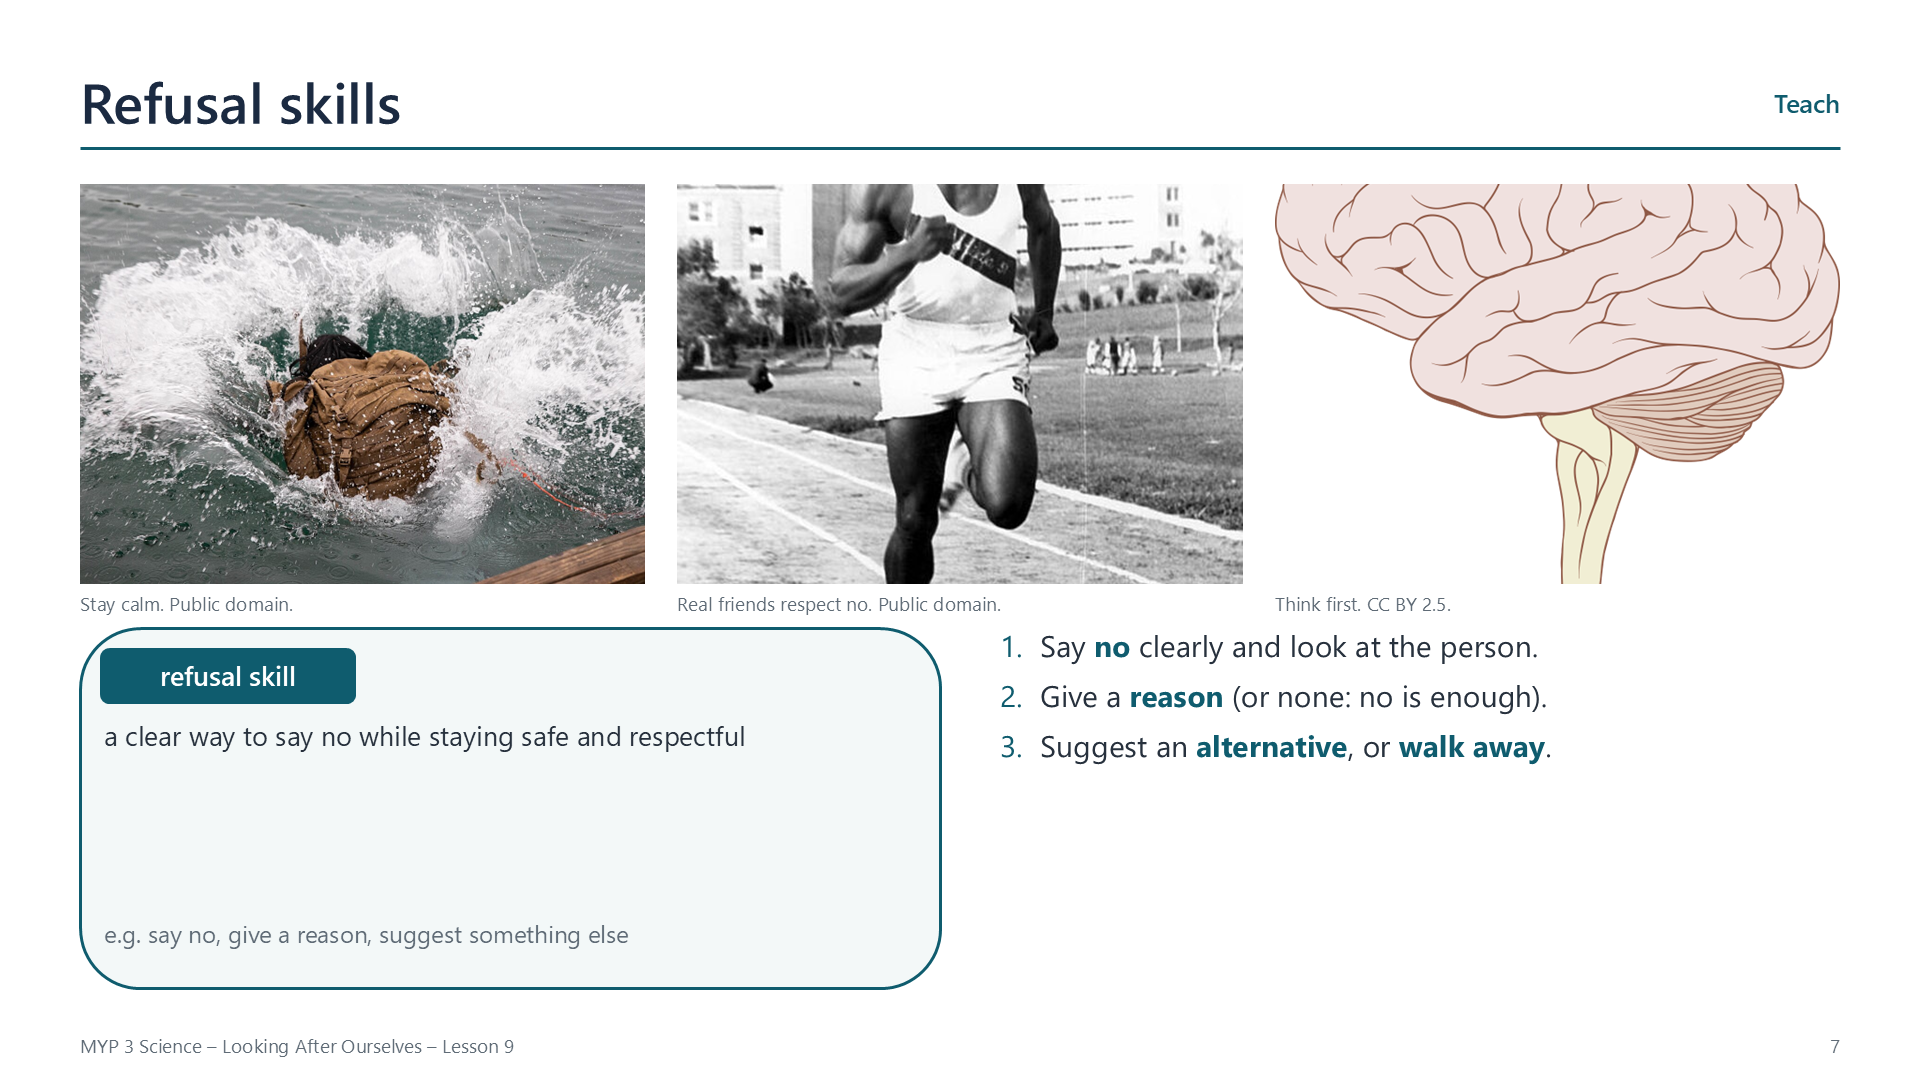 Refusal skills
Teach
Stay calm. Public domain.
Real friends respect no. Public domain.
Think first. CC BY 2.5.
refusal skill
a clear way to say no while staying safe and respectful
e.g. say no, give a reason, suggest something else
1. Say no clearly and look at the person.
2. Give a reason (or none: no is enough).
3. Suggest an alternative, or walk away.
MYP 3 Science – Looking After Ourselves – Lesson 9
7